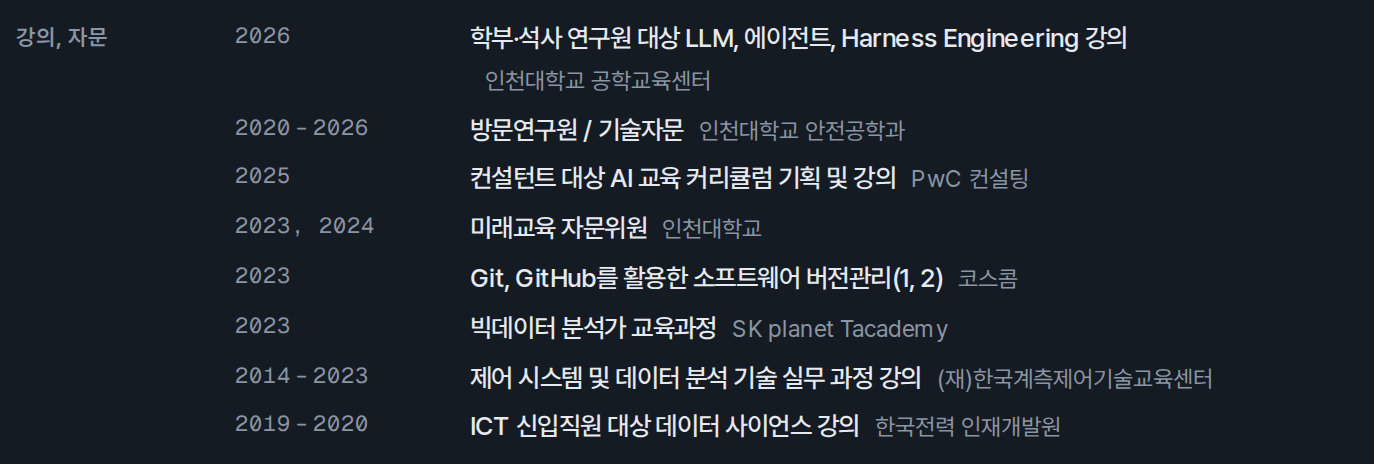 강의, 자문 2026 학부·석사 연구원 대상 LLM, 에이전트, Harness Engineering 강의
인천대학교 공학교육센터
2020 – 2026 방문연구원 / 기술자문 인천대학교 안전공학과
2025 컨설턴트 대상 AI 교육 커리큘럼 기획 및 강의 PwC 컨설팅
2023, 2024 미래교육 자문위원 인천대학교
2023 Git, GitHub를 활용한 소프트웨어 버전관리(1, 2) 코스콤
2023 빅데이터 분석가 교육과정 SK planet Tacademy
2014 – 2023 제어 시스템 및 데이터 분석 기술 실무 과정 강의 (재)한국계측제어기술교육센터
2019 – 2020 ICT 신입직원 대상 데이터 사이언스 강의 한국전력 인재개발원